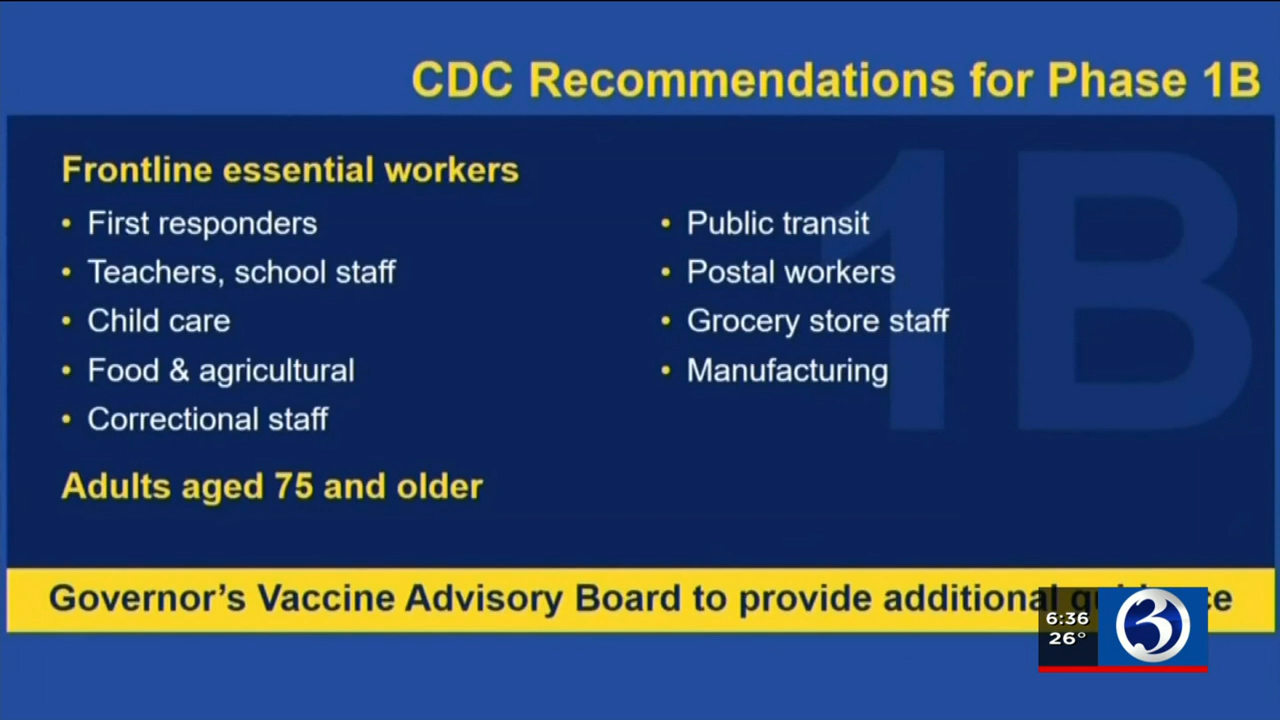 CDC Recommendations for Phase 1B
Frontline essential workers
• First responders
• Teachers, school staff
• Child care
• Food & agricultural
• Correctional staff
• Public transit
• Postal workers
• Grocery store staff
• Manufacturing
1B
Adults aged 75 and older
Governor's Vaccine Advisory Board to provide additional
6:36
26°
3